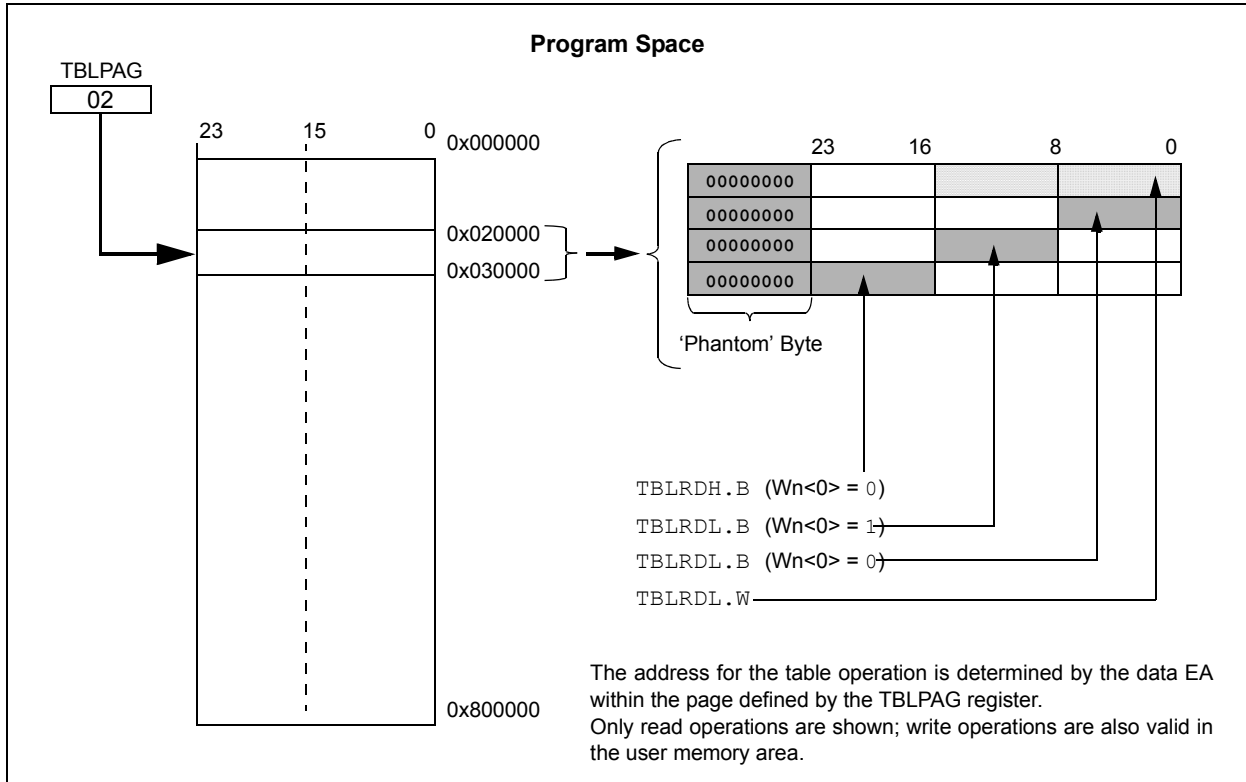 Program Space
TBLPAG
02
23 15 0
0x000000
0x020000
0x030000
0x800000
23 16 8 0
00000000
00000000
00000000
00000000
‘Phantom’ Byte
TBLRDH.B (Wn<0> = 0)
TBLRDL.B (Wn<0> = 1)
TBLRDL.B (Wn<0> = 0)
TBLRDL.W
The address for the table operation is determined by the data EA
within the page defined by the TBLPAG register.
Only read operations are shown; write operations are also valid in
the user memory area.